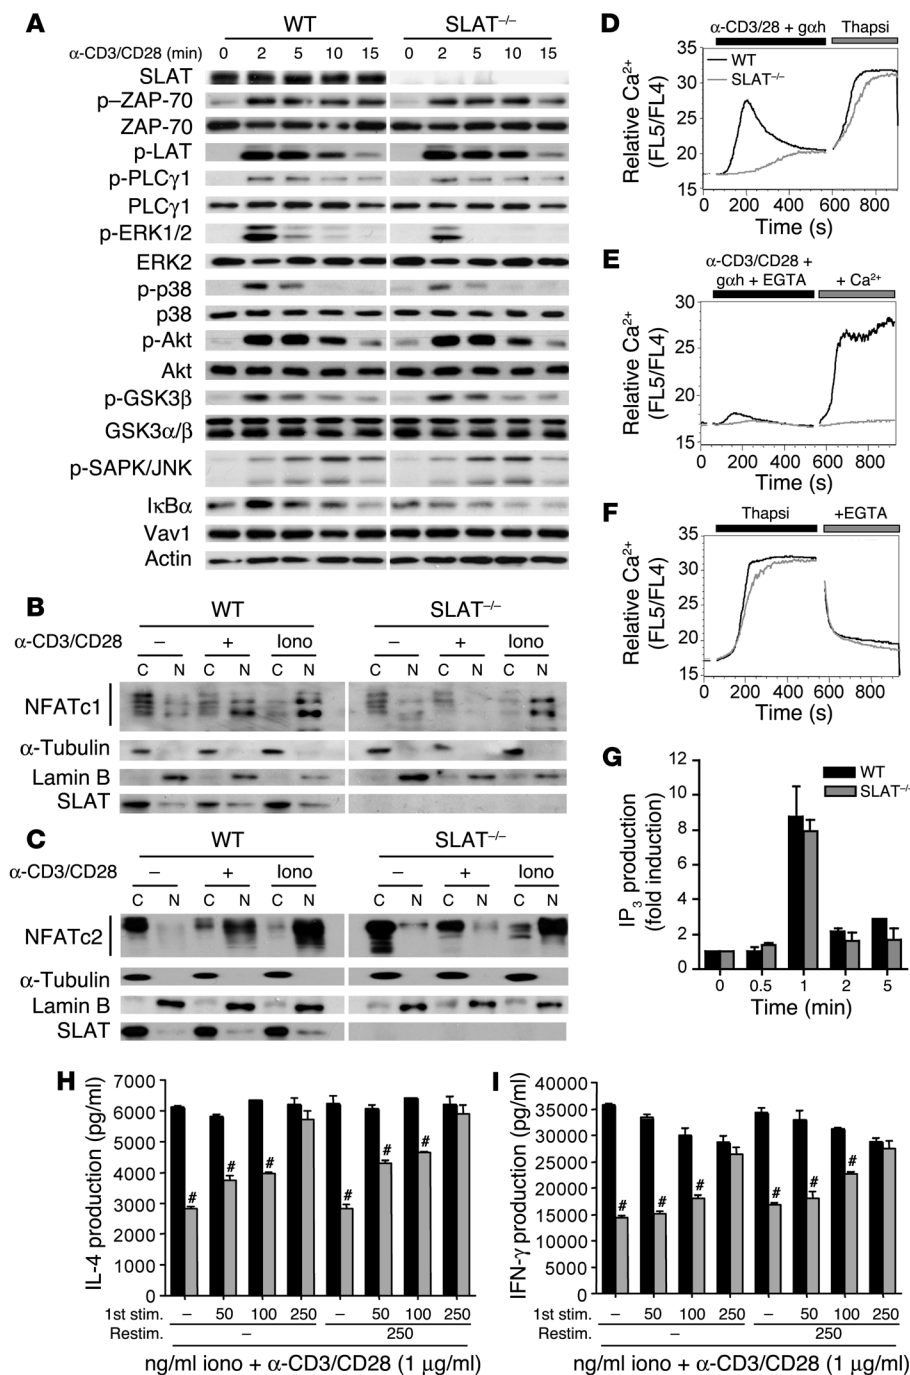 A
WT SLAT–/–
α-CD3/CD28 (min) 0 2 5 10 15 0 2 5 10 15
SLAT
p–ZAP-70
ZAP-70
p-LAT
p-PLCγ1
PLCγ1
p-ERK1/2
ERK2
p-p38
p38
p-Akt
Akt
p-GSK3β
GSK3α/β
p-SAPK/JNK
IκBα
Vav1
Actin
B
WT SLAT–/–
α-CD3/CD28 – + Iono – + Iono
C N C N C N C N C N C N
NFATc1
α-Tubulin
Lamin B
SLAT
C
WT SLAT–/–
α-CD3/CD28 – + Iono – + Iono
C N C N C N C N C N C N
NFATc2
α-Tubulin
Lamin B
SLAT
D
α-CD3/28 + gαh Thapsi
WT
SLAT–/–
Relative Ca2+
(FL5/FL4)
35
30
25
20
15
0 200 400 600 800
Time (s)
E
α-CD3/CD28 +
gαh + EGTA + Ca2+
Relative Ca2+
(FL5/FL4)
30
25
20
15
0 200 400 600 800
Time (s)
F
Thapsi +EGTA
Relative Ca2+
(FL5/FL4)
35
30
25
20
15
0 200 400 600 800
Time (s)
G
WT
SLAT–/–
IP3 production
(fold induction)
12
10
8
6
4
2
0
0 0.5 1 2 5
Time (min)
H
IL-4 production (pg/ml)
7000
6000
5000
4000
3000
2000
1000
0
# # # # # #
1st stim. – 50 100 250 – 50 100 250
Restim. – 250
ng/ml iono + α-CD3/CD28 (1 μg/ml)
I
IFN-γ production (pg/ml)
40000
35000
30000
25000
20000
15000
10000
5000
0
# # # # # #
1st stim. – 50 100 250 – 50 100 250
Restim. – 250
ng/ml iono + α-CD3/CD28 (1 μg/ml)